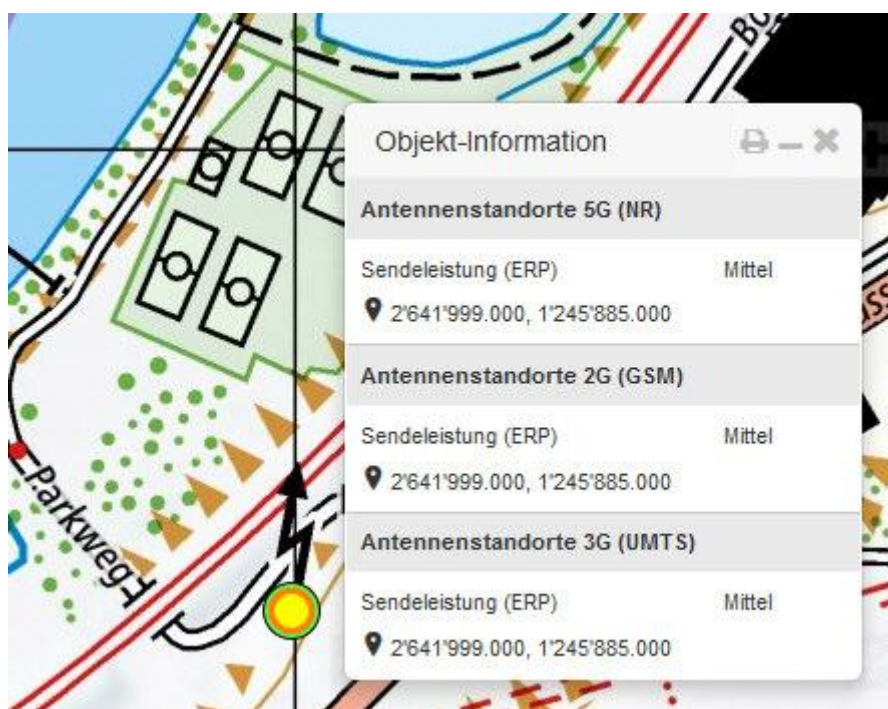 Objekt-Information
Antennenstandorte 5G (NR)
Sendeleistung (ERP) Mittel
2'641'999.000, 1'245'885.000
Antennenstandorte 2G (GSM)
Sendeleistung (ERP) Mittel
2'641'999.000, 1'245'885.000
Antennenstandorte 3G (UMTS)
Sendeleistung (ERP) Mittel
2'641'999.000, 1'245'885.000
Parkweg